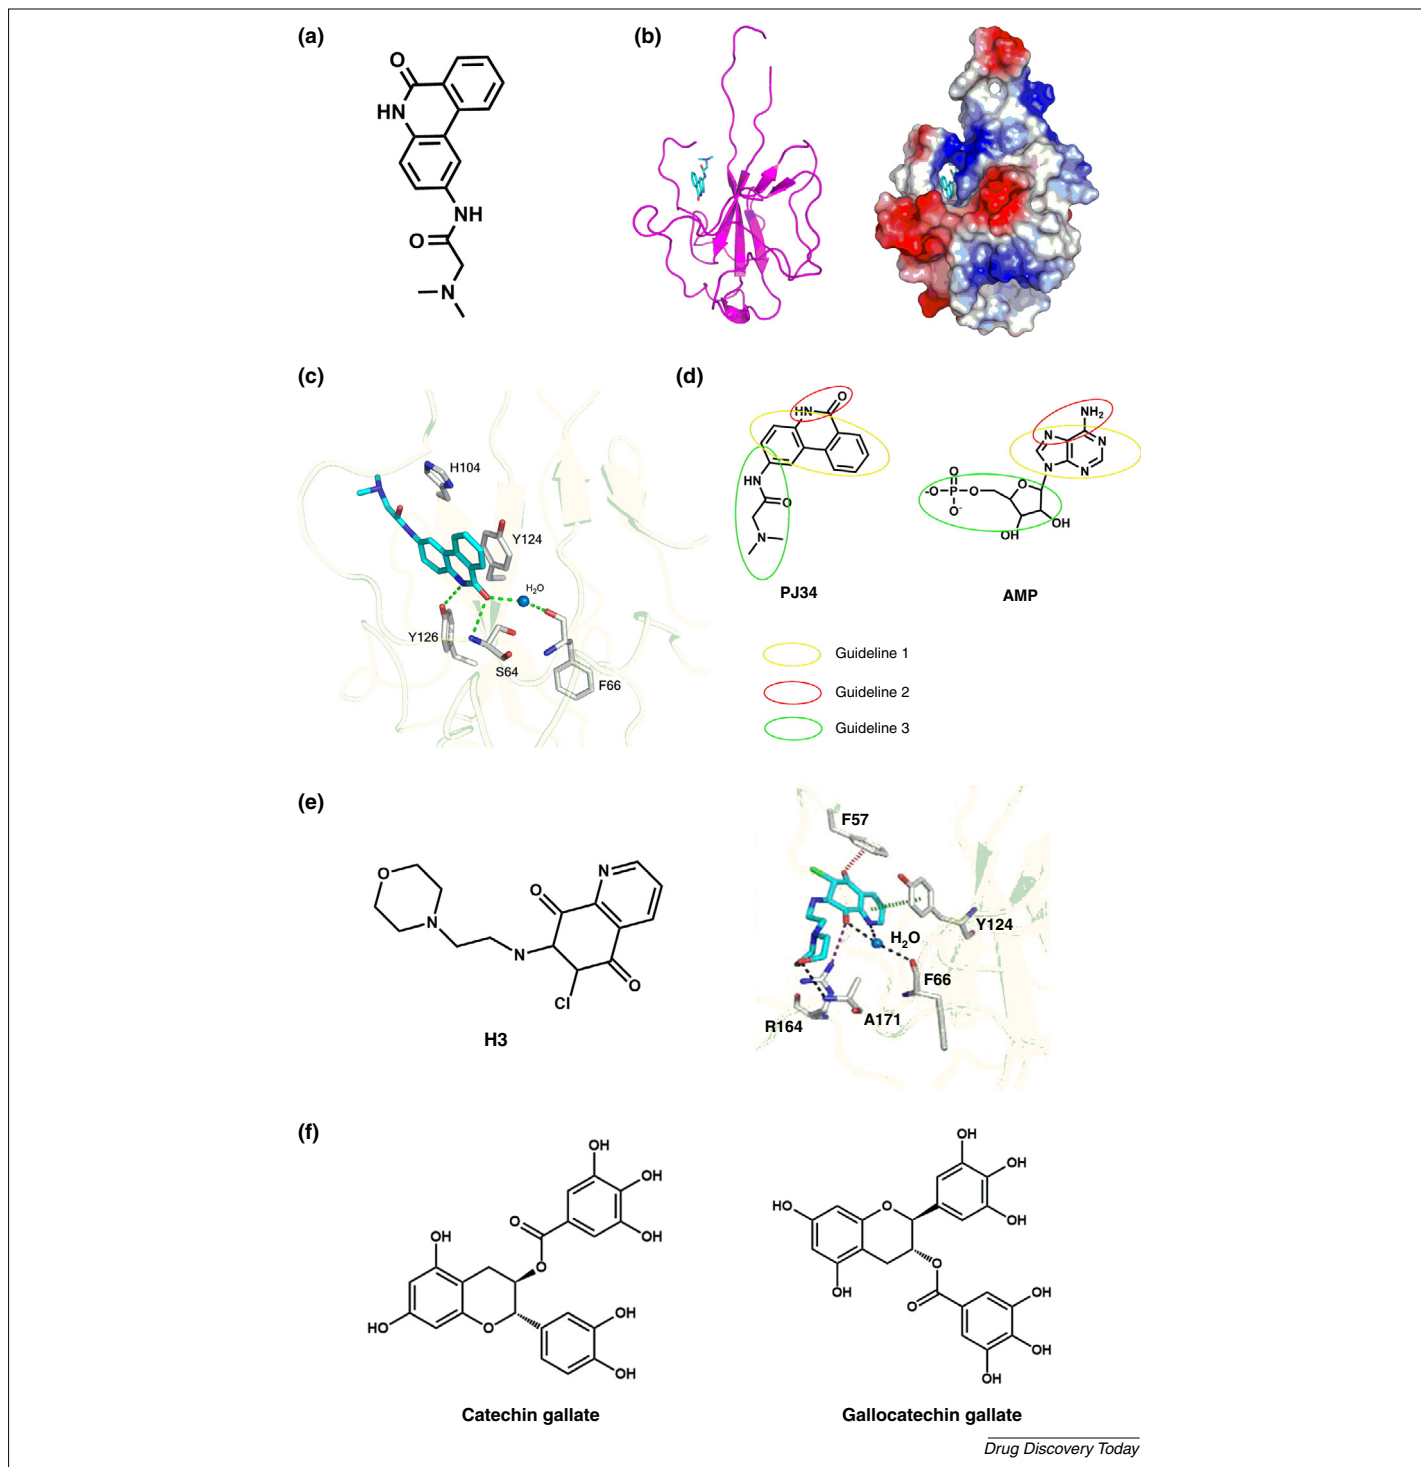 (a)
O
HN
NH
O
N
(b)
(c)
H104
Y124
H₂O
Y126
S64
F66
(d)
HN
O
NH
O
N
PJ34
NH₂
N
N
N
N
O
-O
P
O
O-
O
OH
OH
AMP
Guideline 1
Guideline 2
Guideline 3
(e)
O
N
N
O
N
O
Cl
H3
F57
Y124
H₂O
F66
R164
A171
(f)
OH
OH
OH
O
O
OH
HO
O
OH
OH
Catechin gallate
OH
OH
OH
HO
O
OH
O
O
OH
OH
OH
Gallocatechin gallate
Drug Discovery Today